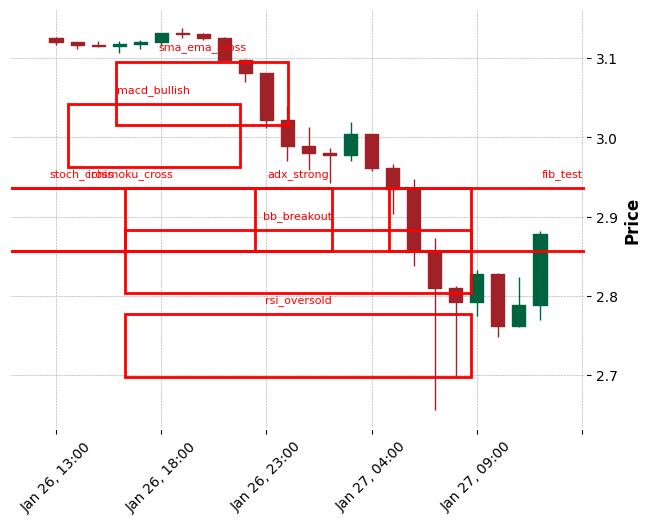 sma_ema_cross
3.1
macd_bullish
3.0
stoch_cross
ichimoku_cross
adx_strong
fib_test
2.9
bb_breakout
Price
rsi_oversold
2.8
2.7
Jan 26, 13:00
Jan 26, 18:00
Jan 26, 23:00
Jan 27, 04:00
Jan 27, 09:00